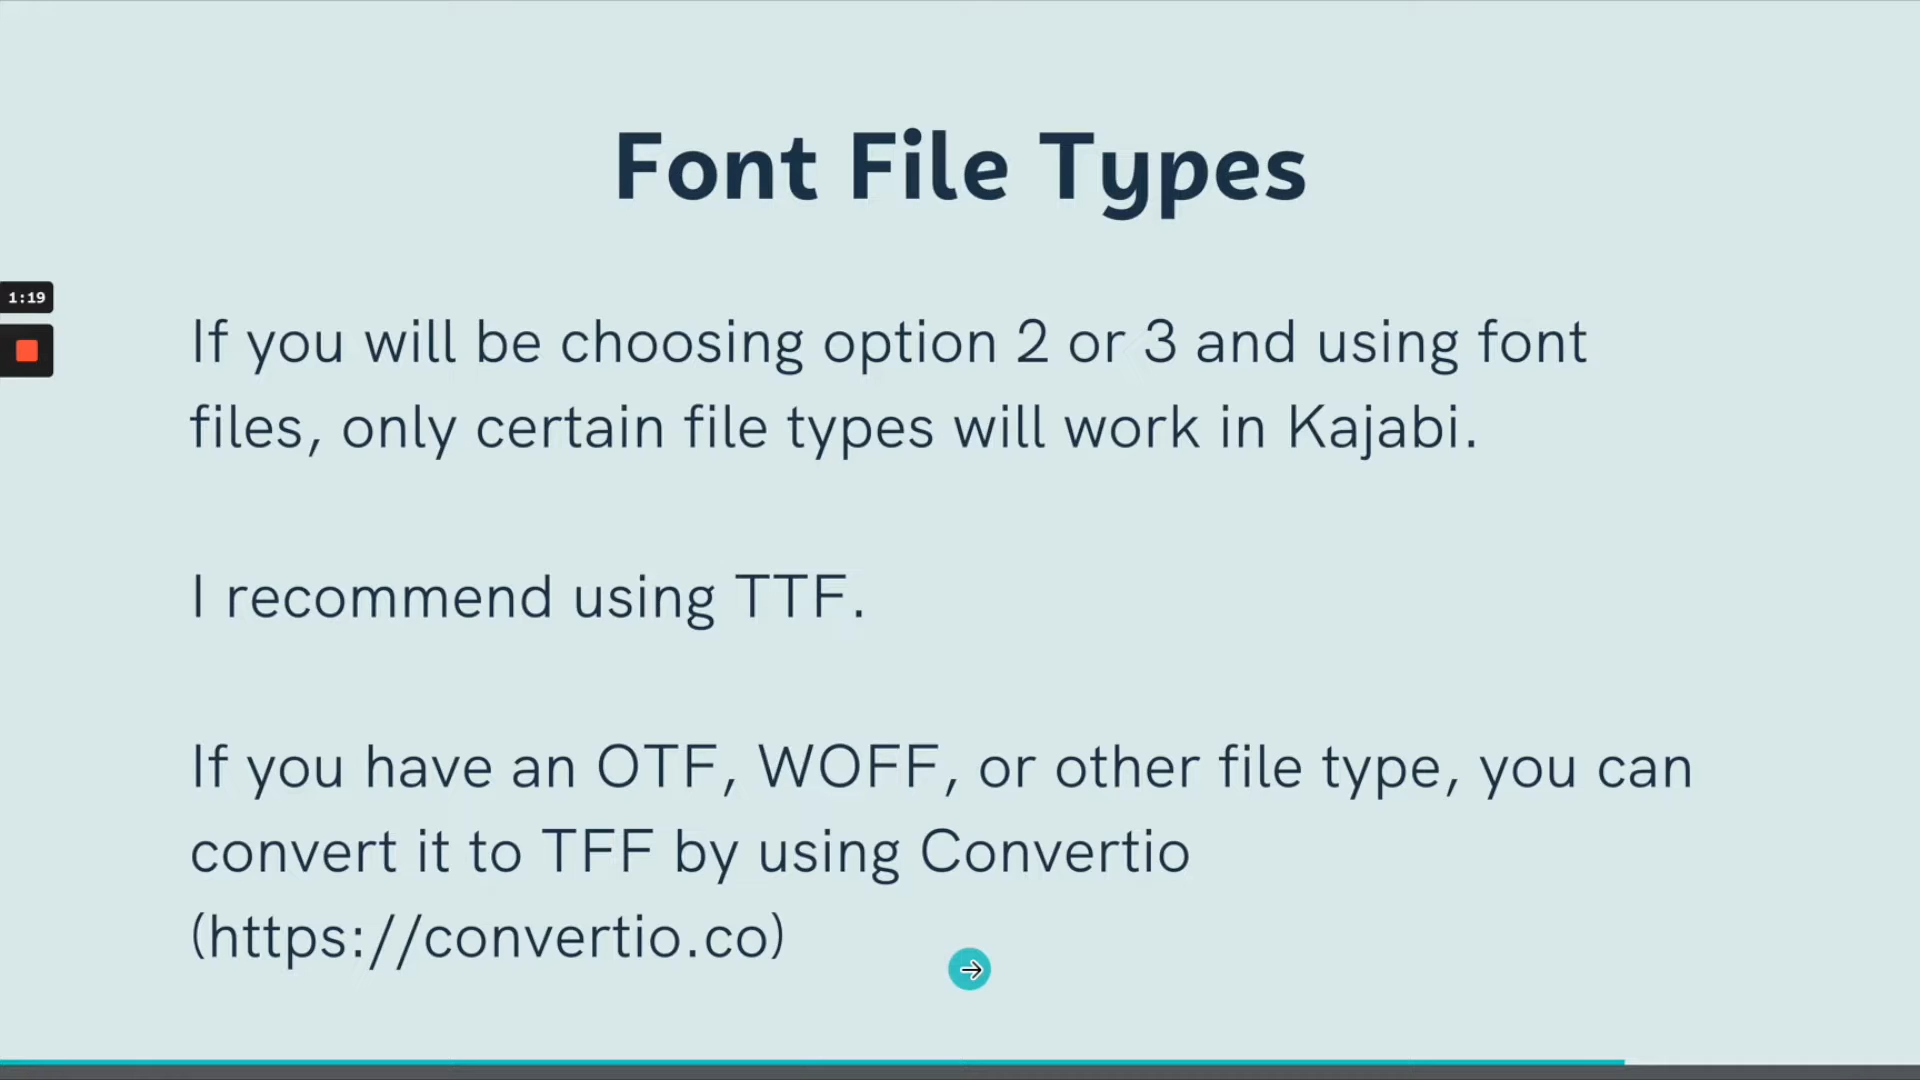 Font File Types
1:19
If you will be choosing option 2 or 3 and using font
files, only certain file types will work in Kajabi.
I recommend using TTF.
If you have an OTF, WOFF, or other file type, you can
convert it to TFF by using Convertio
(https://convertio.co)